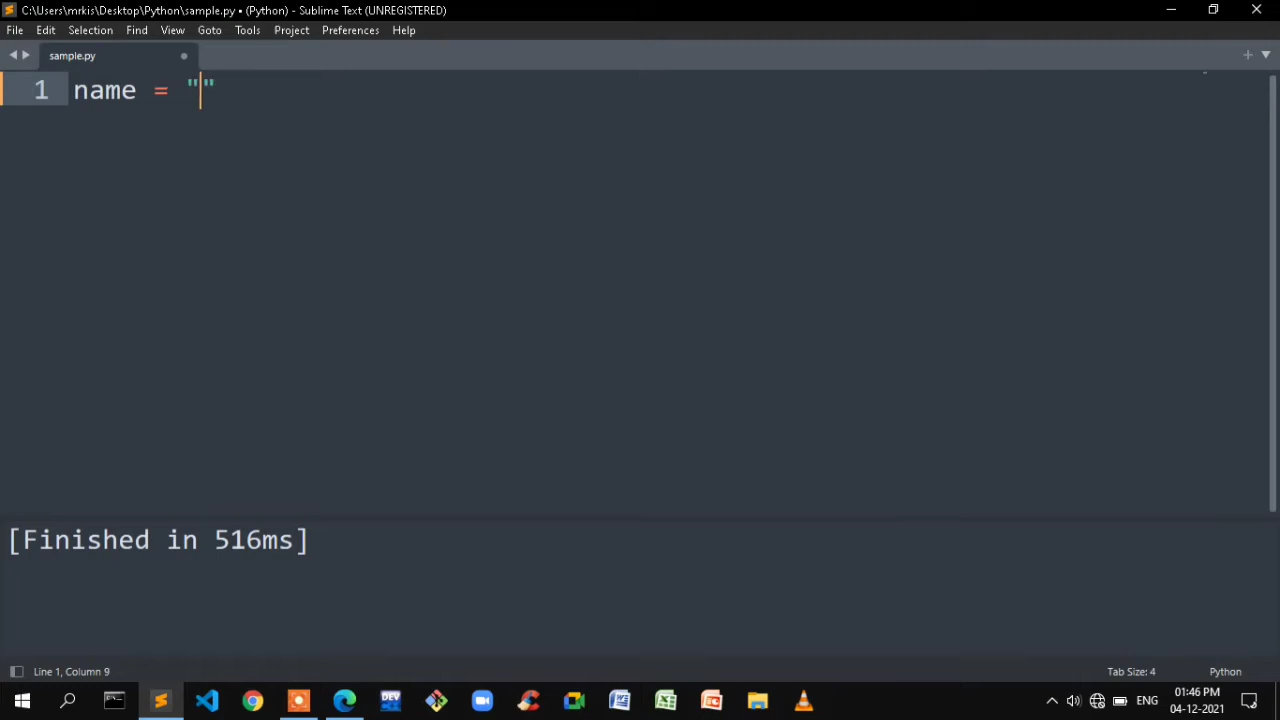 C:\Users\mrkis\Desktop\Python\sample.py • (Python) - Sublime Text (UNREGISTERED)
File Edit Selection Find View Goto Tools Project Preferences Help
sample.py
1 name = ""
[Finished in 516ms]
Line 1, Column 9 Tab Size: 4 Python
DEV
ENG 01:46 PM
04-12-2021